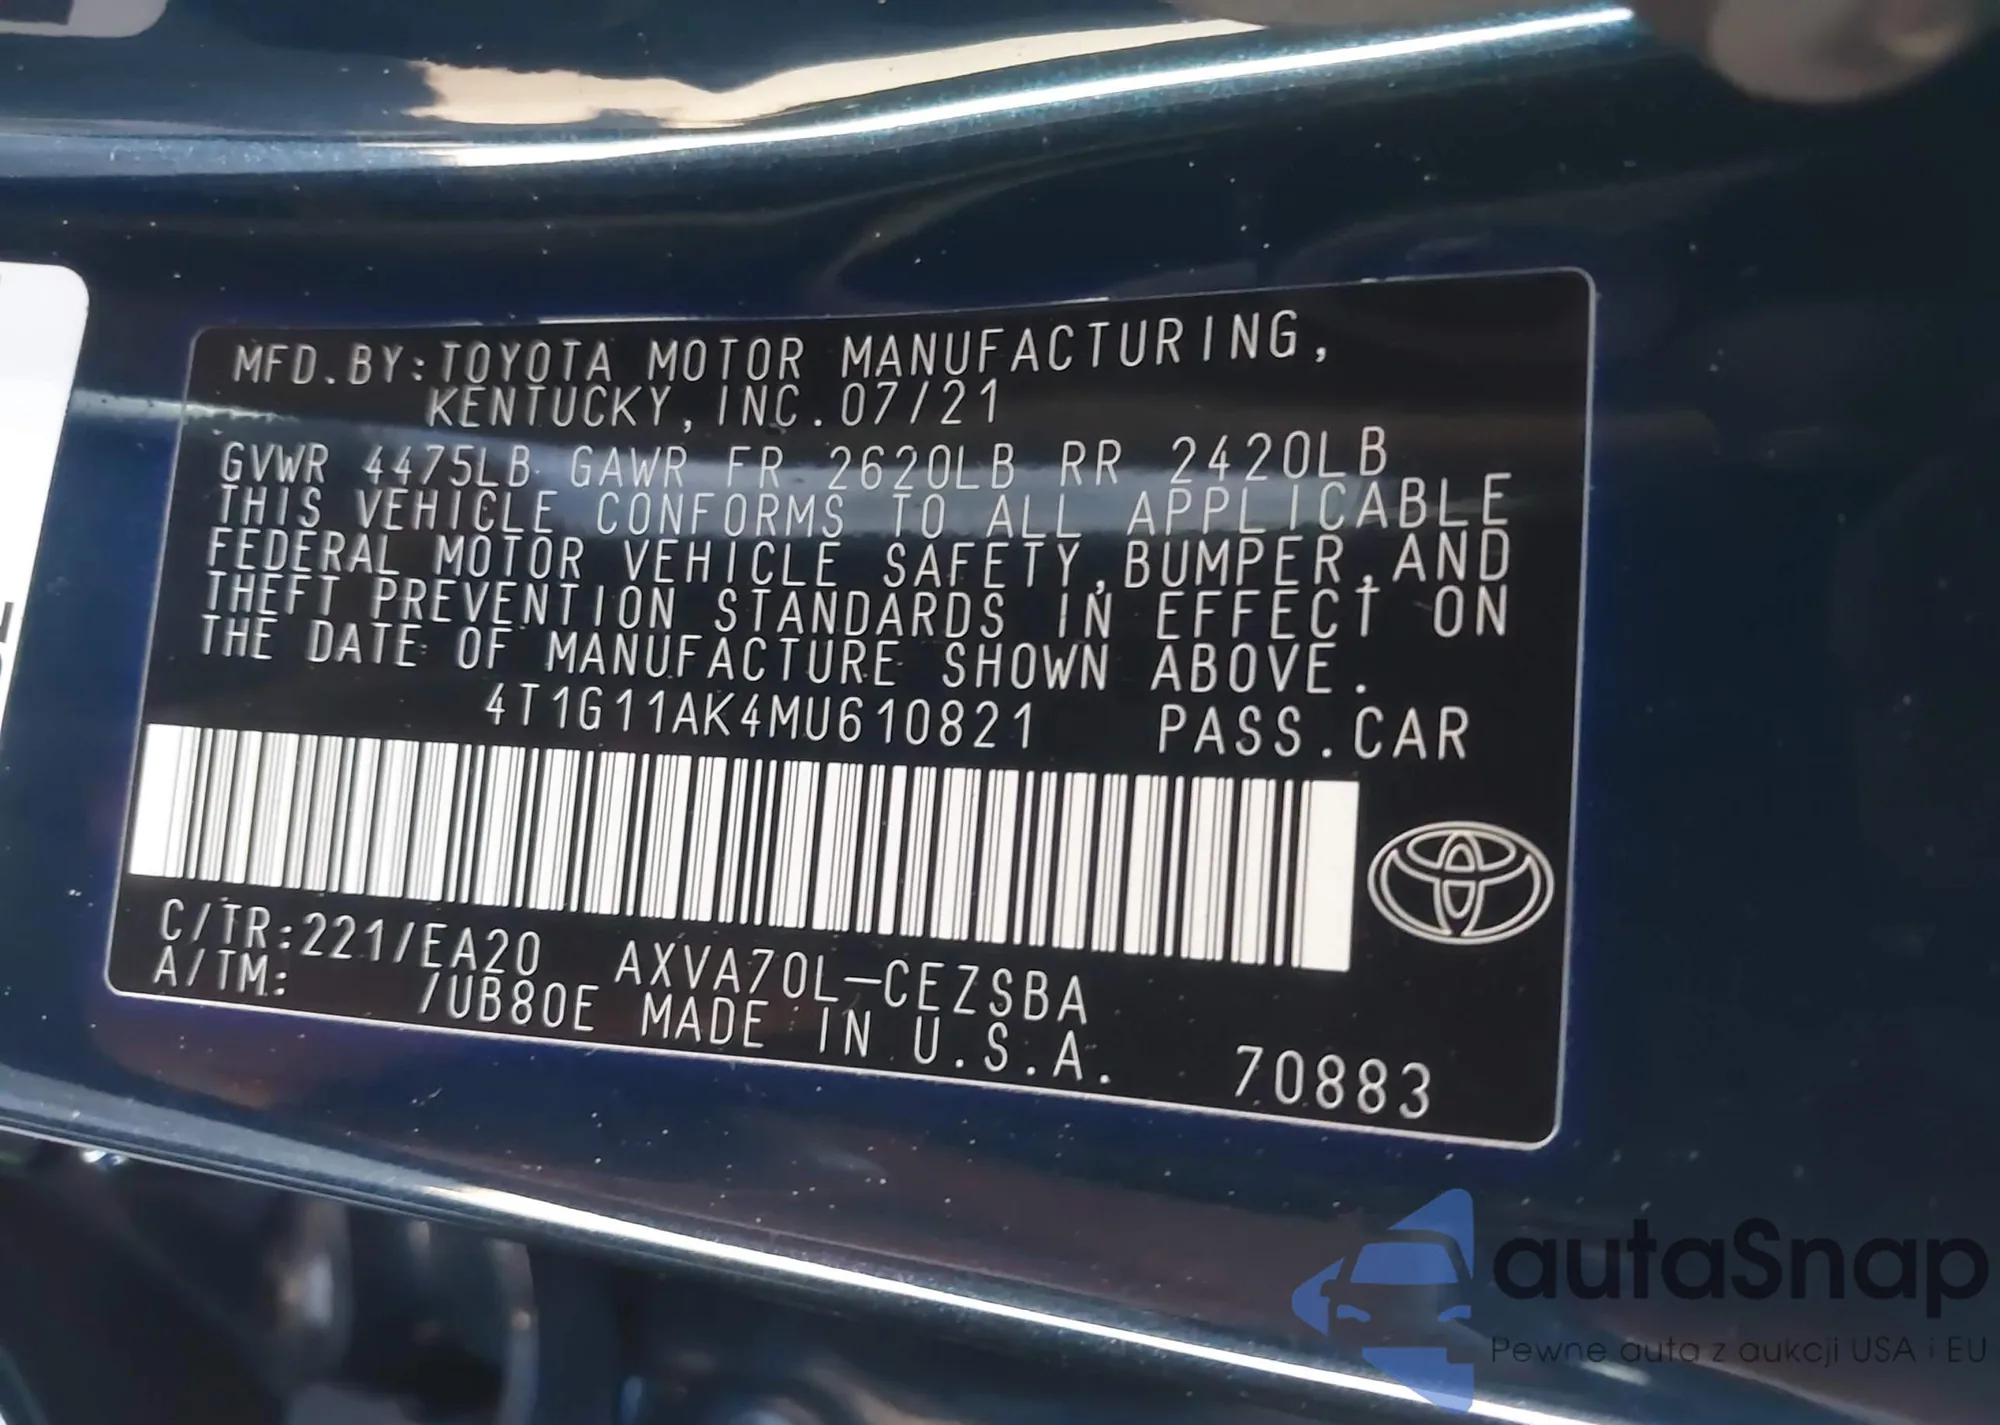 MFD.BY:TOYOTA MOTOR MANUFACTURING,
KENTUCKY,INC.07/21
GVWR 4475LB GAWR FR 2620LB RR 2420LB
THIS VEHICLE CONFORMS TO ALL APPLICABLE
FEDERAL MOTOR VEHICLE SAFETY,BUMPER,AND
THEFT PREVENTION STANDARDS IN EFFECT ON
THE DATE OF MANUFACTURE SHOWN ABOVE.
4T1G11AK4MU610821 PASS.CAR
C/TR:221/EA20 AXVA70L-CEZSBA
A/TM: /UB80E MADE IN U.S.A. 70883
autaSnap
Pewne auta z aukcji USA i EU